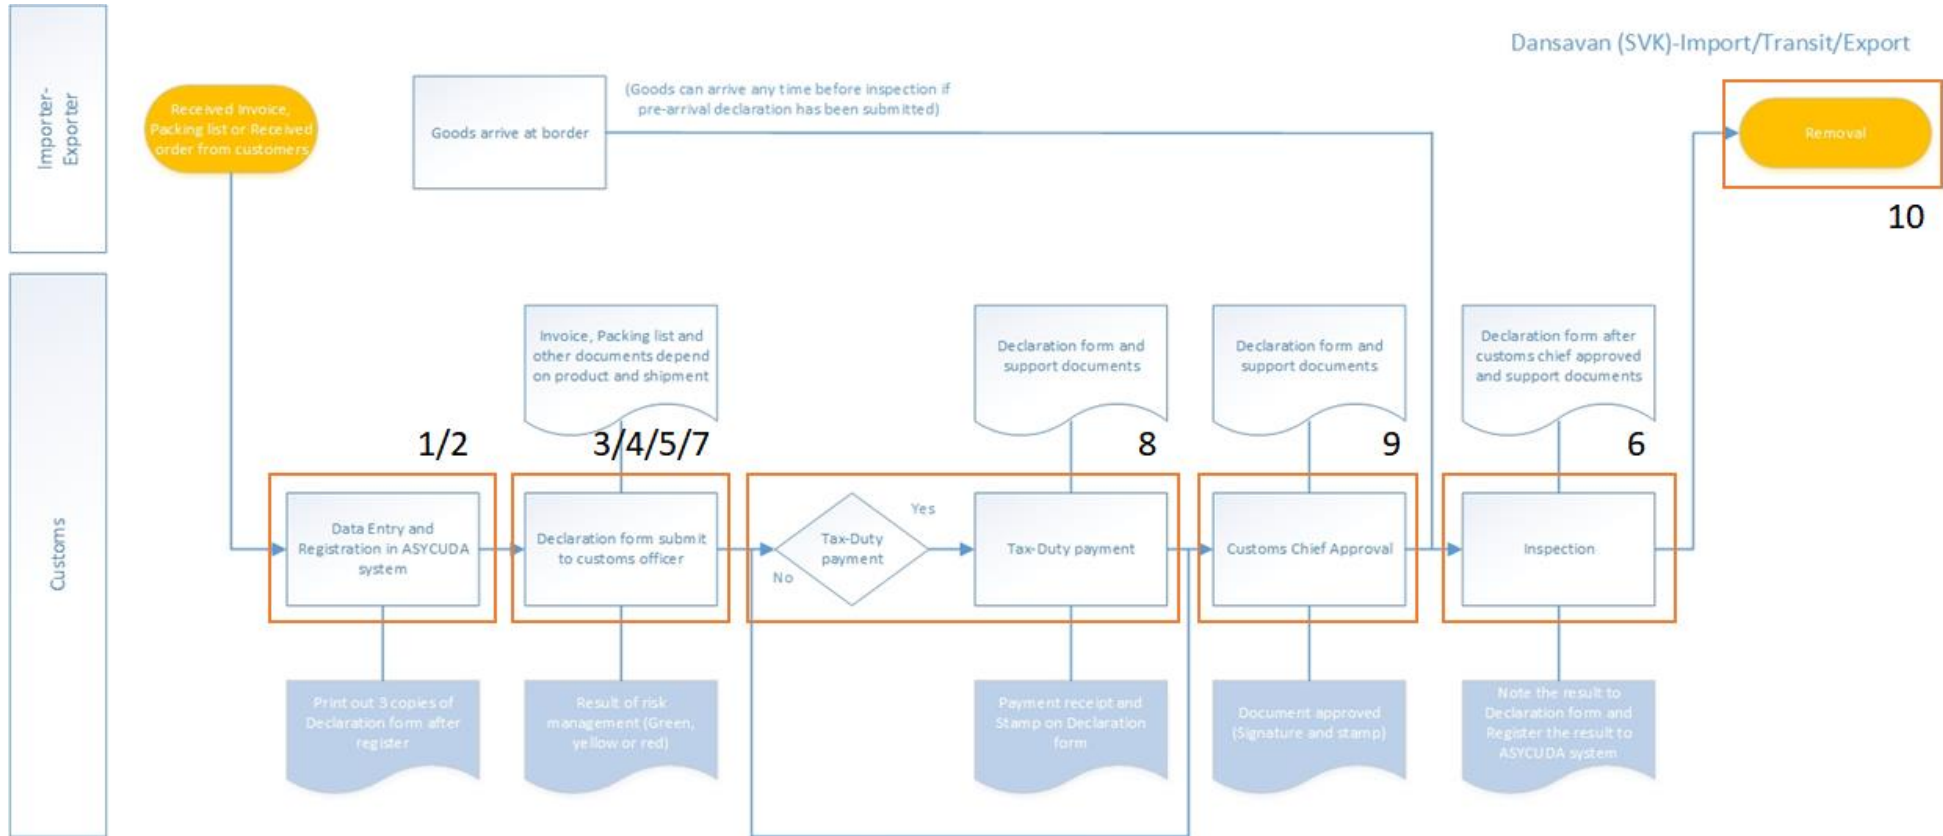 Dansavan (SVK)-Import/Transit/Export
Importer-
Exporter
Received Invoice,
Packing list or Received
order from customers
Goods arrive at border
(Goods can arrive any time before inspection if
pre-arrival declaration has been submitted)
Removal
10
Customs
Invoice, Packing list and
other documents depend
on product and shipment
Declaration form and
support documents
Declaration form and
support documents
Declaration form after
customs chief approved
and support documents
1/2
3/4/5/7
8
9
6
Data Entry and
Registration in ASYCUDA
system
Declaration form submit
to customs officer
Tax-Duty
payment
Yes
No
Tax-Duty payment
Customs Chief Approval
Inspection
Print out 3 copies of
Declaration form after
register
Result of risk
management (Green,
yellow or red)
Payment receipt and
Stamp on Declaration
form
Document approved
(Signature and stamp)
Note the result to
Declaration form and
Register the result to
ASYCUDA system